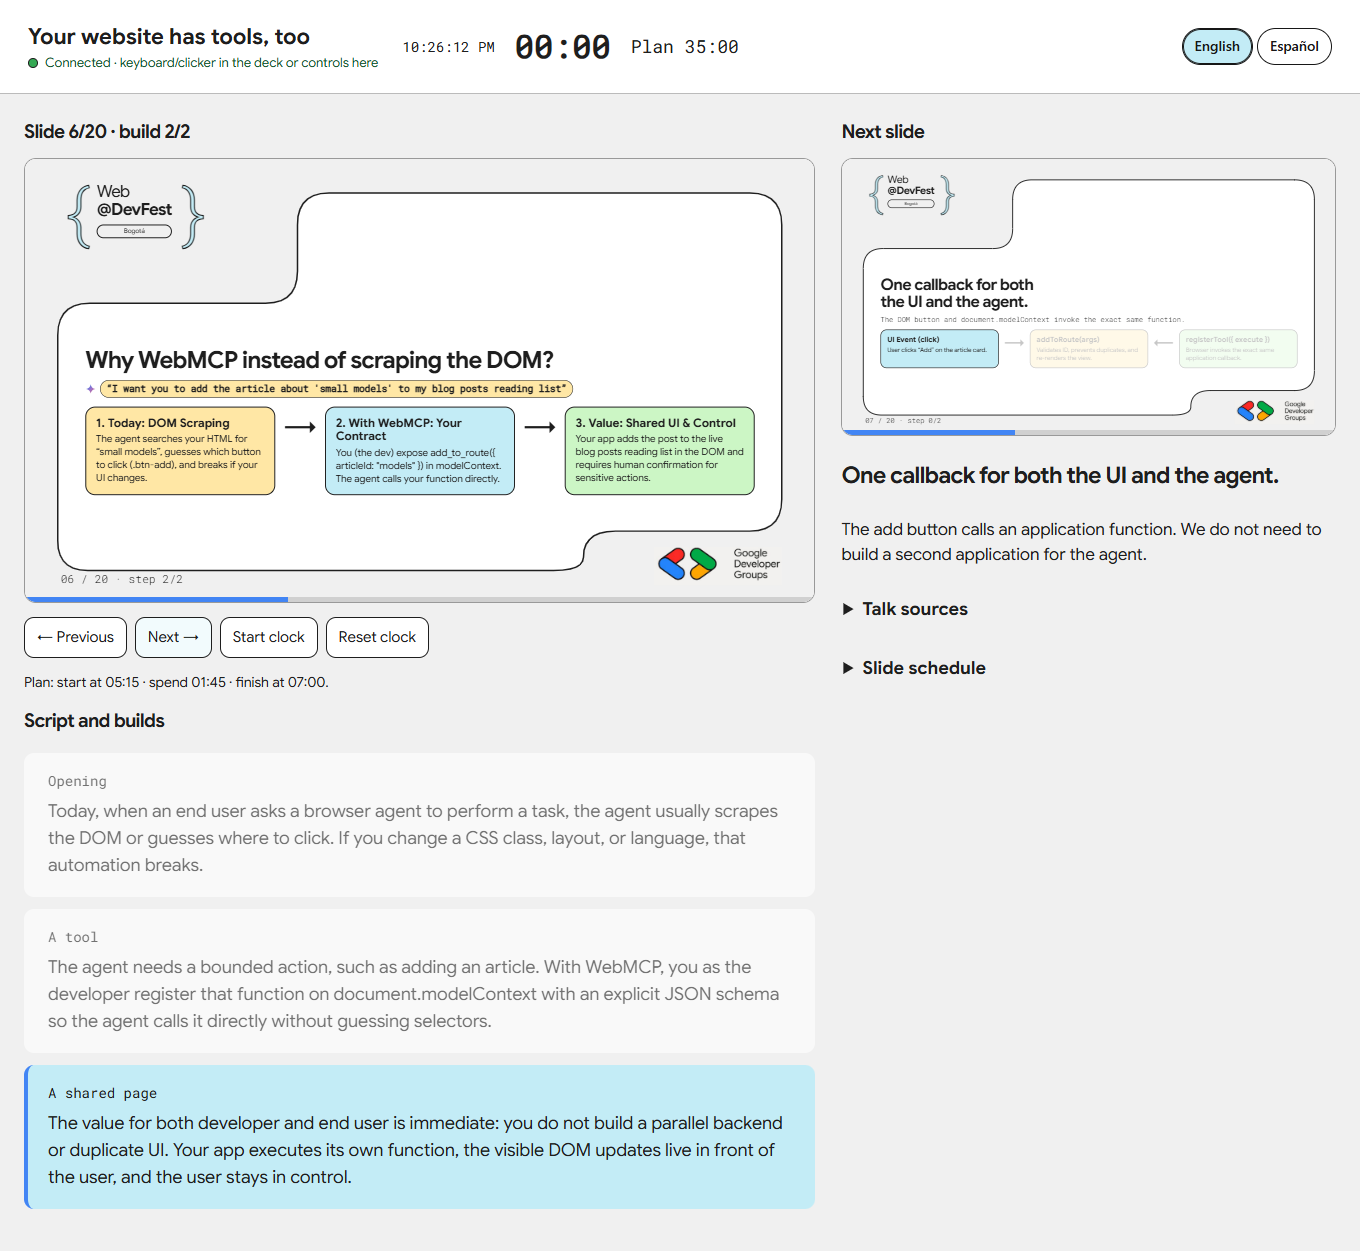 Your website has tools, too
Connected · keyboard/clicker in the deck or controls here
10:26:12 PM
00:00
Plan 35:00
English
Español
Slide 6/20 · build 2/2
Web
@DevFest
Bogotá
Why WebMCP instead of scraping the DOM?
"I want you to add the article about 'small models' to my blog posts reading list"
1. Today: DOM Scraping
The agent searches your HTML for
"small models", guesses which button
to click (.btn-add), and breaks if your
UI changes.
2. With WebMCP: Your
Contract
You (the dev) expose add_to_route({
articleId: "models" }) in modelContext.
The agent calls your function directly.
3. Value: Shared UI & Control
Your app adds the post to the live
blog posts reading list in the DOM and
requires human confirmation for
sensitive actions.
06 / 20 · step 2/2
Google
Developer
Groups
← Previous
Next →
Start clock
Reset clock
Plan: start at 05:15 · spend 01:45 · finish at 07:00.
Script and builds
Opening
Today, when an end user asks a browser agent to perform a task, the agent usually scrapes
the DOM or guesses where to click. If you change a CSS class, layout, or language, that
automation breaks.
A tool
The agent needs a bounded action, such as adding an article. With WebMCP, you as the
developer register that function on document.modelContext with an explicit JSON schema
so the agent calls it directly without guessing selectors.
A shared page
The value for both developer and end user is immediate: you do not build a parallel backend
or duplicate UI. Your app executes its own function, the visible DOM updates live in front of
the user, and the user stays in control.
Next slide
Web
@DevFest
Bogotá
One callback for both
the UI and the agent.
The DOM button and document.modelContext invoke the exact same function.
UI Event (click)
User clicks "Add" on the article card.
addToRoute(args)
Validates ID, prevents duplicates, and
re-renders the view.
registerTool({ execute })
Browser invokes the exact same
application callback.
07 / 20 · step 0/2
Google
Developer
Groups
One callback for both the UI and the agent.
The add button calls an application function. We do not need to
build a second application for the agent.
Talk sources
Slide schedule